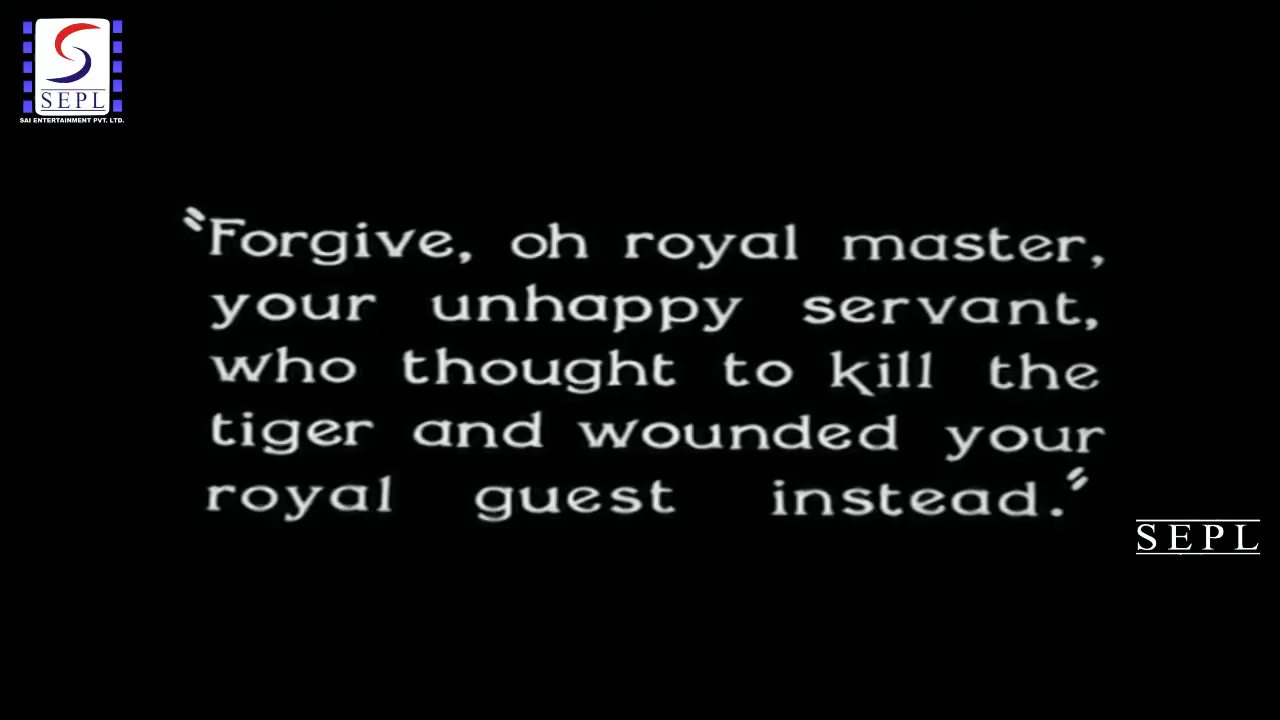 SEPL
SAI ENTERTAINMENT PVT. LTD.
"Forgive, oh royal master,
your unhappy servant,
who thought to kill the
tiger and wounded your
royal guest instead."
SEPL